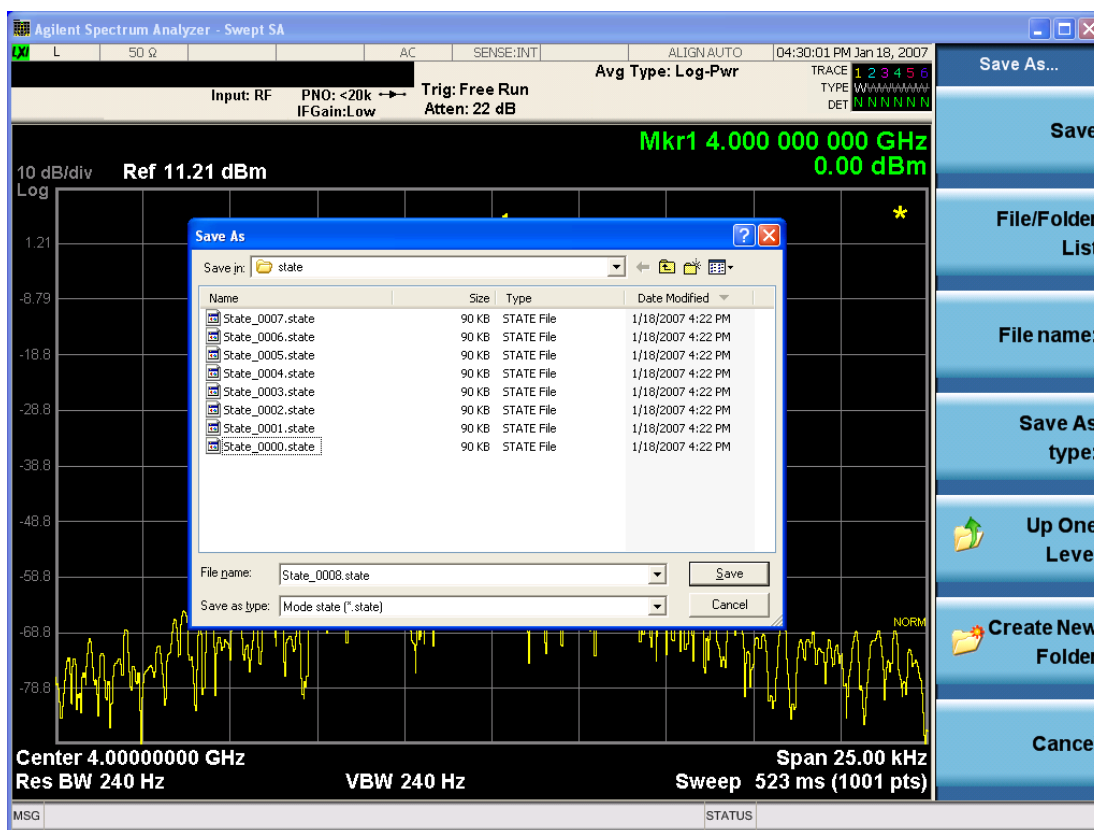 Agilent Spectrum Analyzer - Swept SA
LXI L 50 Ω AC SENSE:INT ALIGN AUTO 04:30:01 PM Jan 18, 2007
Input: RF PNO: <20k Trig: Free Run Avg Type: Log-Pwr TRACE 1 2 3 4 5 6
IFGain:Low Atten: 22 dB TYPE WWWWWW
DET N N N N N N
Mkr1 4.000 000 000 GHz
0.00 dBm
10 dB/div Ref 11.21 dBm
Log
1.21
-8.79
-18.8
-28.8
-38.8
-48.8
-58.8
-68.8
-78.8
Save As
Save in: state
Name Size Type Date Modified
State_0007.state 90 KB STATE File 1/18/2007 4:22 PM
State_0006.state 90 KB STATE File 1/18/2007 4:22 PM
State_0005.state 90 KB STATE File 1/18/2007 4:22 PM
State_0004.state 90 KB STATE File 1/18/2007 4:22 PM
State_0003.state 90 KB STATE File 1/18/2007 4:22 PM
State_0002.state 90 KB STATE File 1/18/2007 4:22 PM
State_0001.state 90 KB STATE File 1/18/2007 4:22 PM
State_0000.state 90 KB STATE File 1/18/2007 4:22 PM
File name: State_0008.state Save
Save as type: Mode state (*.state) Cancel
NORM
Center 4.00000000 GHz Span 25.00 kHz
Res BW 240 Hz VBW 240 Hz Sweep 523 ms (1001 pts)
MSG STATUS
Save As...
Save
File/Folder
List
File name:
Save As
type:
Up One
Leve
Create New
Folder
Cance